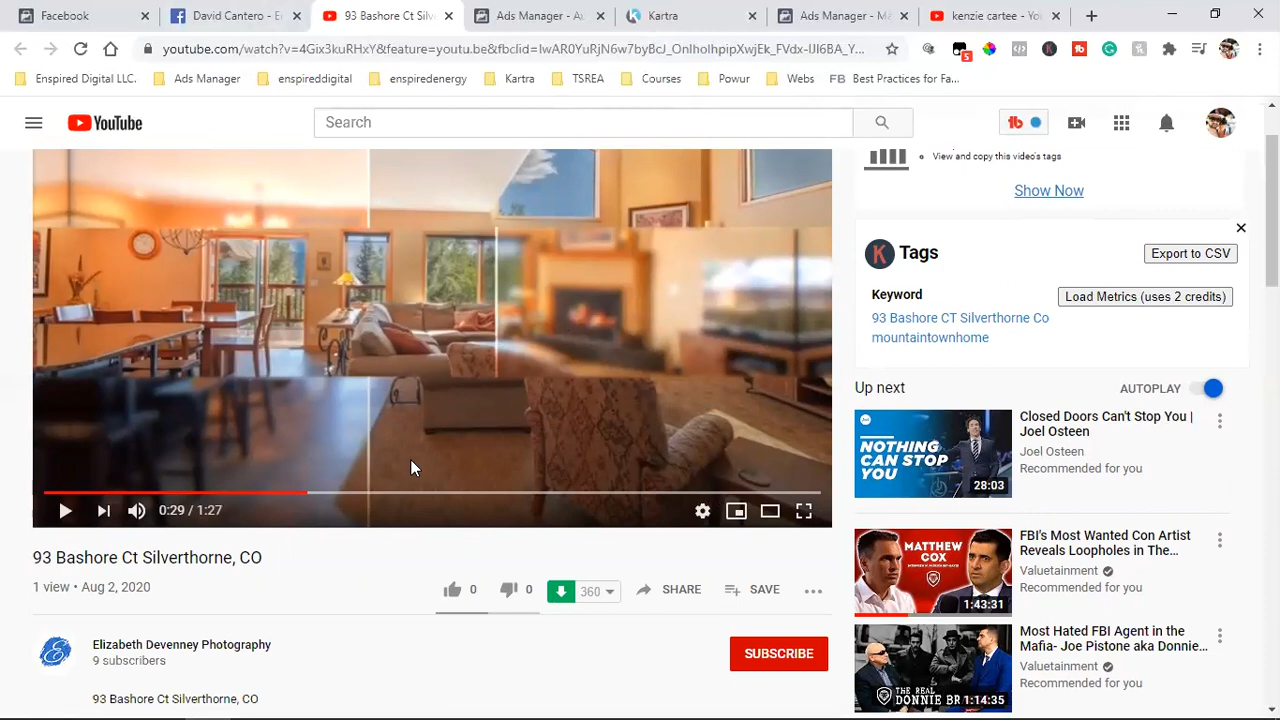 Facebook
David Cantero - E
93 Bashore Ct Silv
Ads Manager - Au
Kartra
Ads Manager - Ma
kenzie cartee - Yo
youtube.com/watch?v=4Gix3kuRHxY&feature=youtu.be&fbclid=IwAR0YuRjN6w7byBcJ_OnIholhpipXwjEk_FVdx-Ul6BA_Y...
5
Enspired Digital LLC.
Ads Manager
enspireddigital
enspiredenergy
Kartra
TSREA
Courses
Powur
Webs
FB Best Practices for Fa...
YouTube
Search
tb
View and copy this video's tags
Show Now
K Tags
Export to CSV
Keyword
Load Metrics (uses 2 credits)
93 Bashore CT Silverthorne Co
mountaintownhome
Up next
AUTOPLAY
NOTHING
CAN STOP
YOU
28:03
Closed Doors Can't Stop You |
Joel Osteen
Joel Osteen
Recommended for you
0:29 / 1:27
93 Bashore Ct Silverthorne, CO
1 view • Aug 2, 2020
0
0
360
SHARE
SAVE
MATTHEW
COX
1:43:31
FBI's Most Wanted Con Artist
Reveals Loopholes in The...
Valuetainment
Recommended for you
Elizabeth Devenney Photography
9 subscribers
SUBSCRIBE
93 Bashore Ct Silverthorne, CO
THE REAL
DONNIE BR
1:14:35
Most Hated FBI Agent in the
Mafia- Joe Pistone aka Donnie...
Valuetainment
Recommended for you